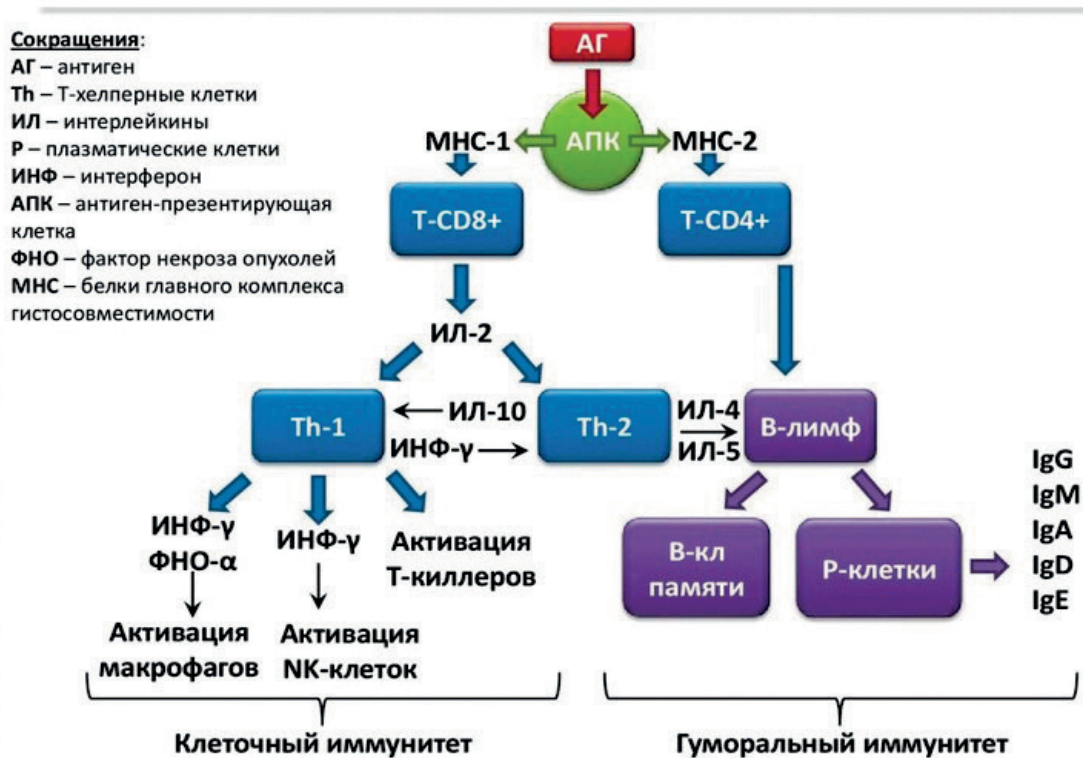 Сокращения:
АГ – антиген
Th – Т-хелперные клетки
ИЛ – интерлейкины
Р – плазматические клетки
ИНФ – интерферон
АПК – антиген-презентирующая
клетка
ФНО – фактор некроза опухолей
МНС – белки главного комплекса
гистосовместимости
АГ
АПК
МНС-1
МНС-2
Т-CD8+
Т-CD4+
ИЛ-2
Th-1
ИЛ-10
ИНФ-γ
Th-2
ИЛ-4
ИЛ-5
В-лимф
ИНФ-γ
ФНО-α
ИНФ-γ
Активация
Т-киллеров
Активация
макрофагов
Активация
NK-клеток
В-кл
памяти
Р-клетки
IgG
IgM
IgA
IgD
IgE
Клеточный иммунитет
Гуморальный иммунитет